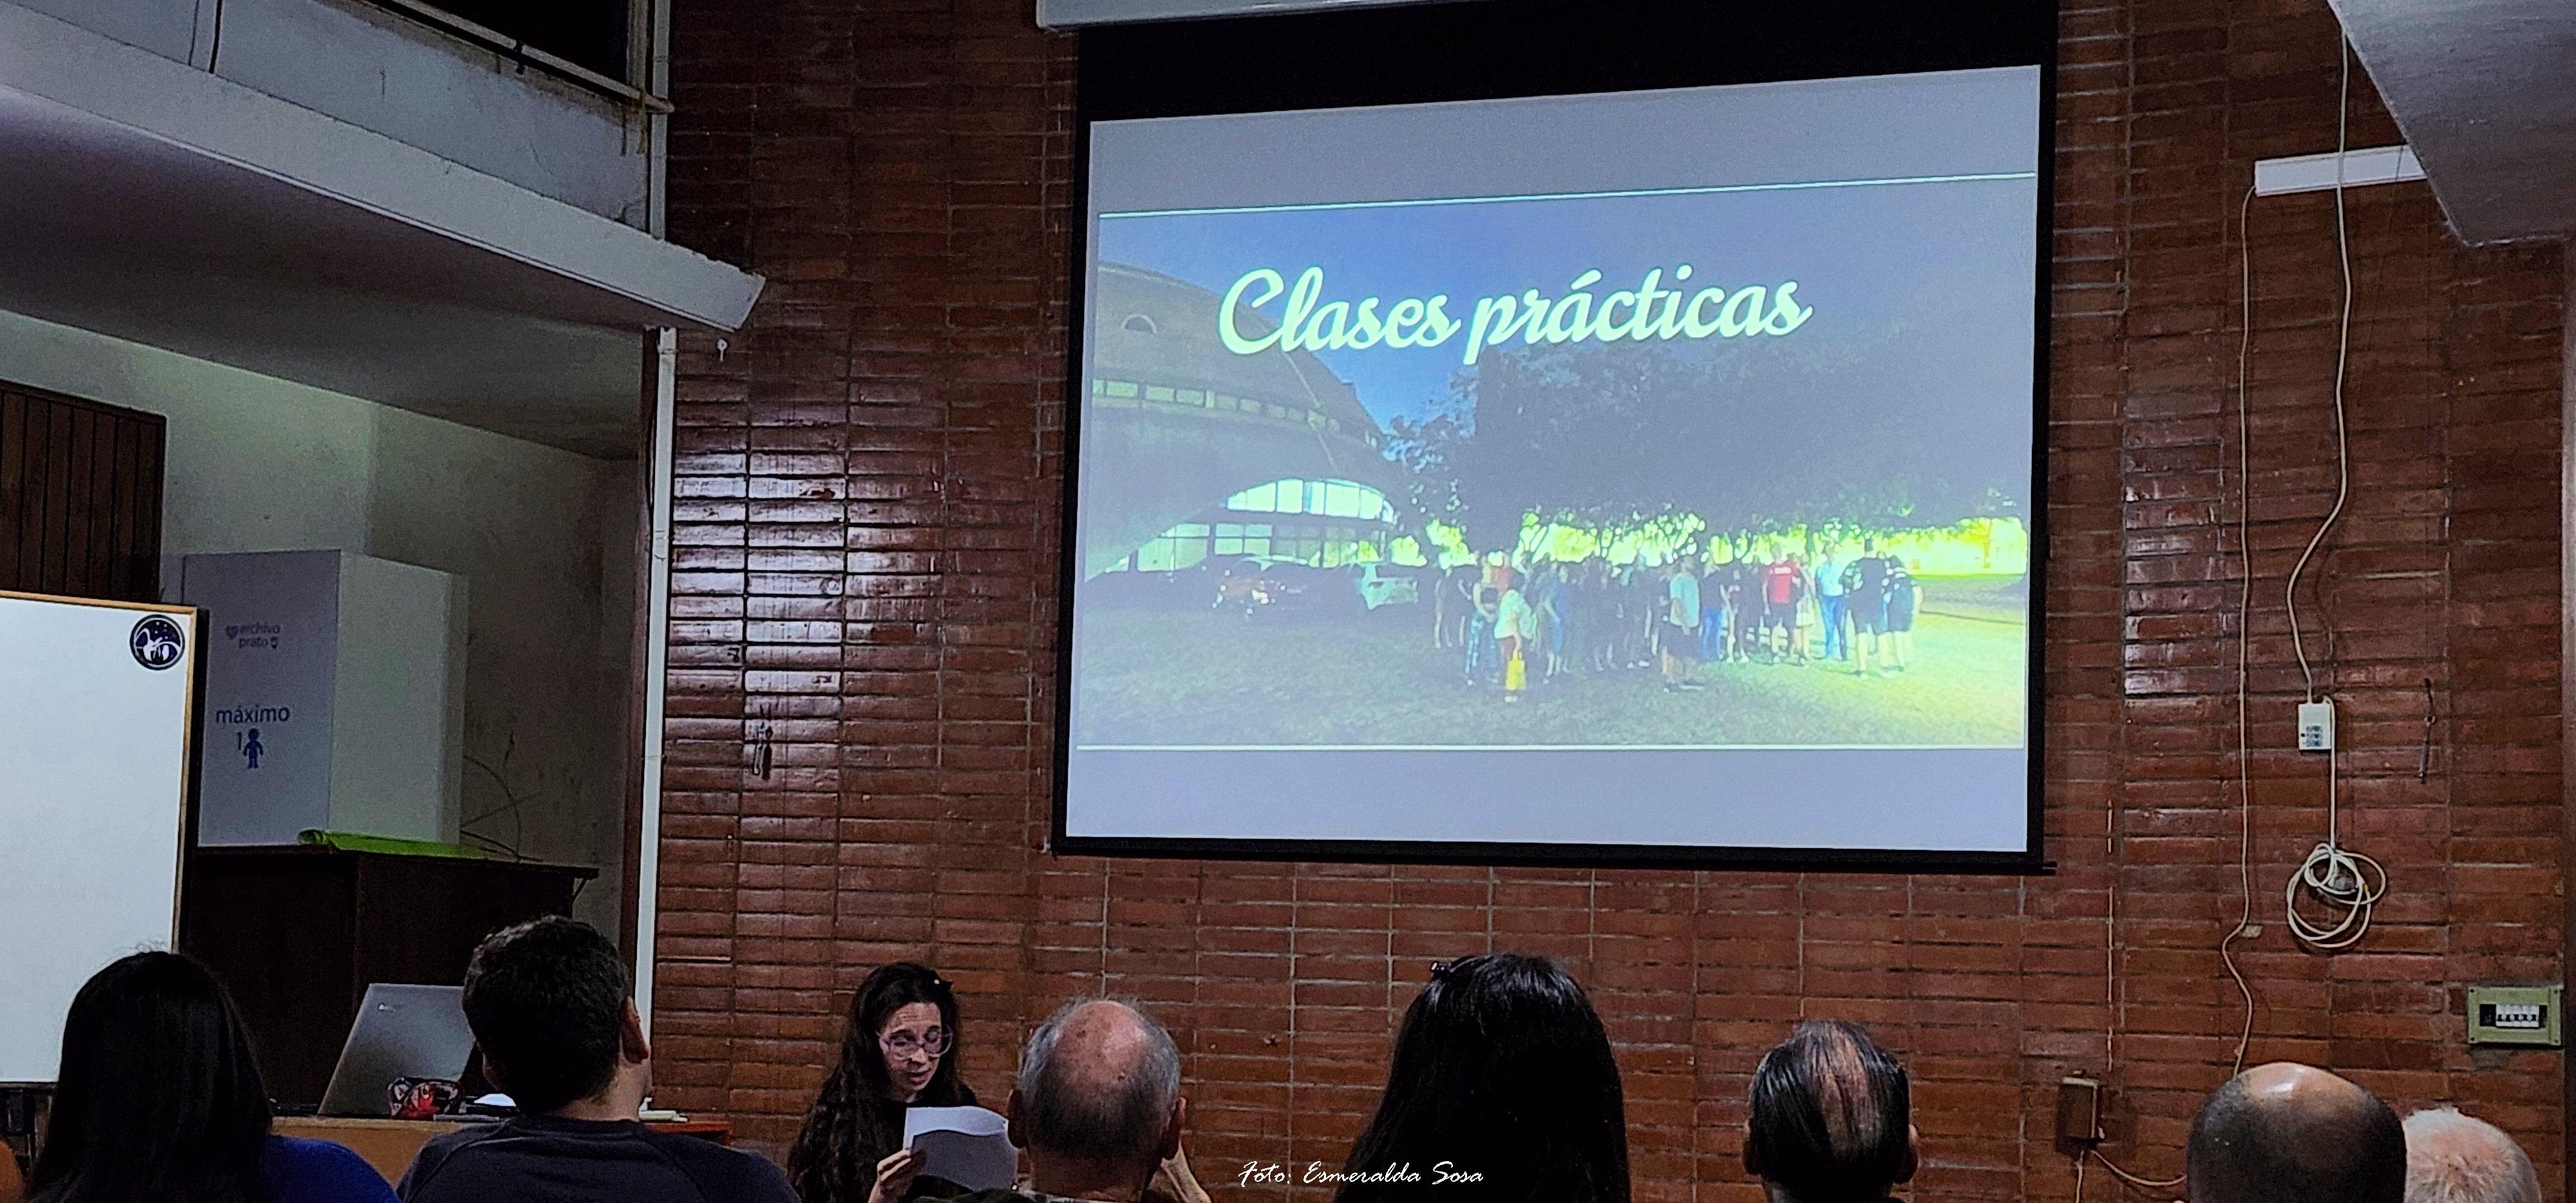 Clases prácticas
archivo
prato
máximo
1
Foto: Esmeralda Sosa